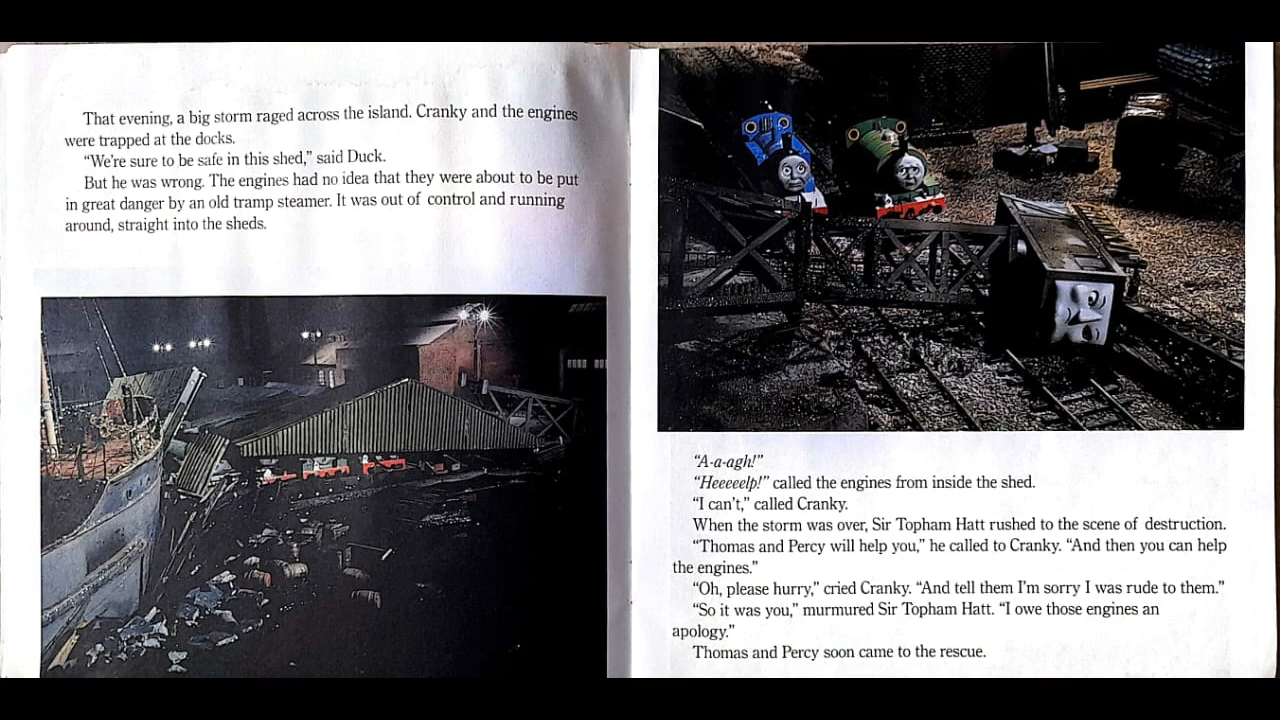 That evening, a big storm raged across the island. Cranky and the engines
were trapped at the docks.
“We're sure to be safe in this shed,” said Duck.
But he was wrong. The engines had no idea that they were about to be put
in great danger by an old tramp steamer. It was out of control and running
around, straight into the sheds.
“A-a-agh!”
“Heeeeelp!” called the engines from inside the shed.
“I can't,” called Cranky.
When the storm was over, Sir Topham Hatt rushed to the scene of destruction.
“Thomas and Percy will help you,” he called to Cranky. “And then you can help
the engines.”
“Oh, please hurry,” cried Cranky. “And tell them I'm sorry I was rude to them.”
“So it was you,” murmured Sir Topham Hatt. “I owe those engines an
apology.”
Thomas and Percy soon came to the rescue.